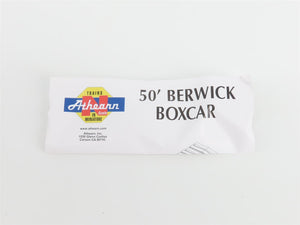 TRAINS
Athearn
N
IN
MINIATURE
www.athearn.com
Athearn, Inc.
1550 Glenn Curtiss
Carson CA 90746
50' BERWICK
BOXCAR